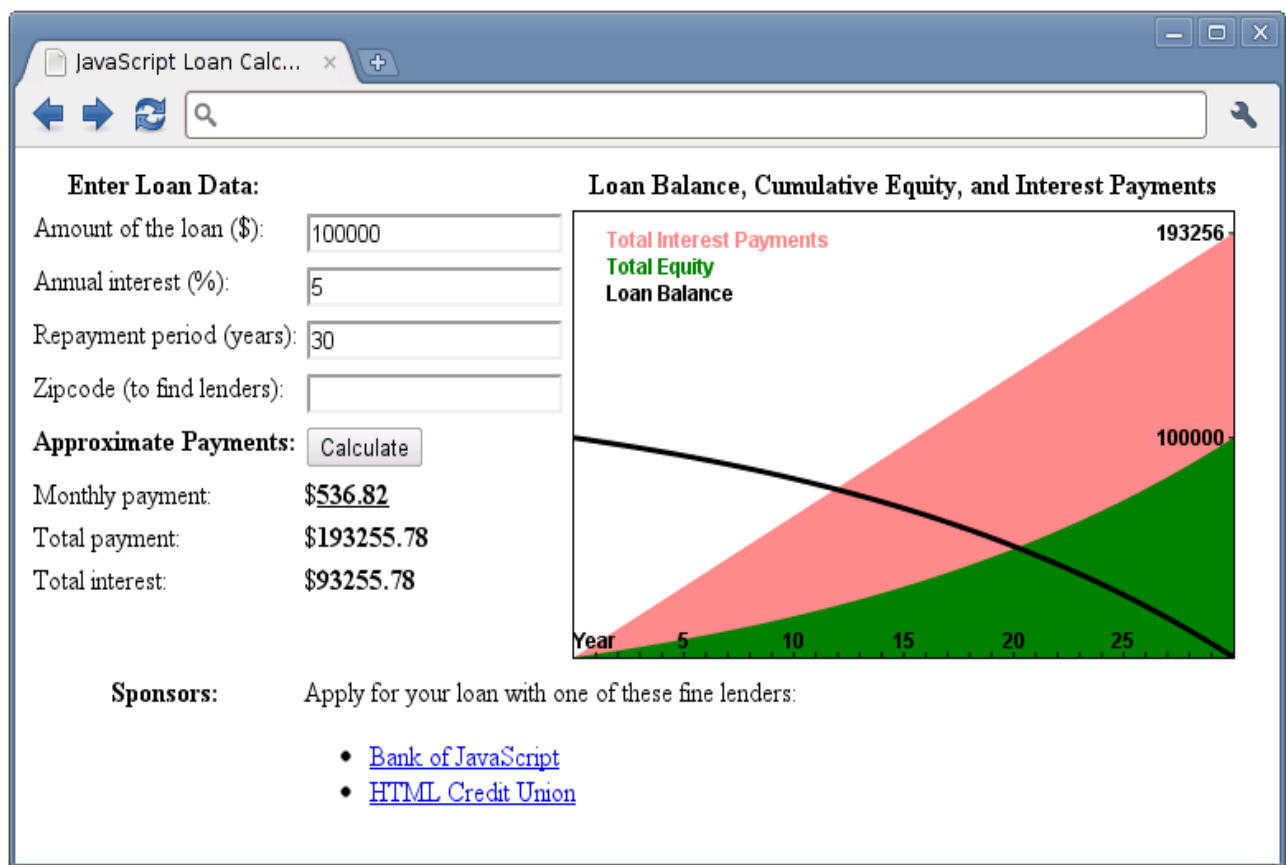 JavaScript Loan Calc...
Enter Loan Data:
Amount of the loan ($): 100000
Annual interest (%): 5
Repayment period (years): 30
Zipcode (to find lenders):
Approximate Payments: Calculate
Monthly payment: $536.82
Total payment: $193255.78
Total interest: $93255.78
Loan Balance, Cumulative Equity, and Interest Payments
Total Interest Payments
Total Equity
Loan Balance
193256
100000
Year 5 10 15 20 25
Sponsors: Apply for your loan with one of these fine lenders:
• Bank of JavaScript
• HTML Credit Union